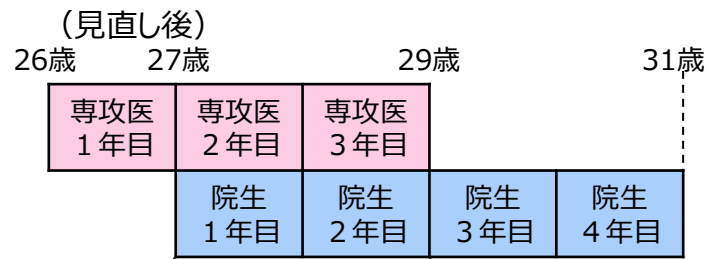 （見直し後）
26歳 27歳 29歳 31歳
専攻医 専攻医 専攻医
１年目 ２年目 ３年目
院生 院生 院生 院生
１年目 ２年目 ３年目 ４年目